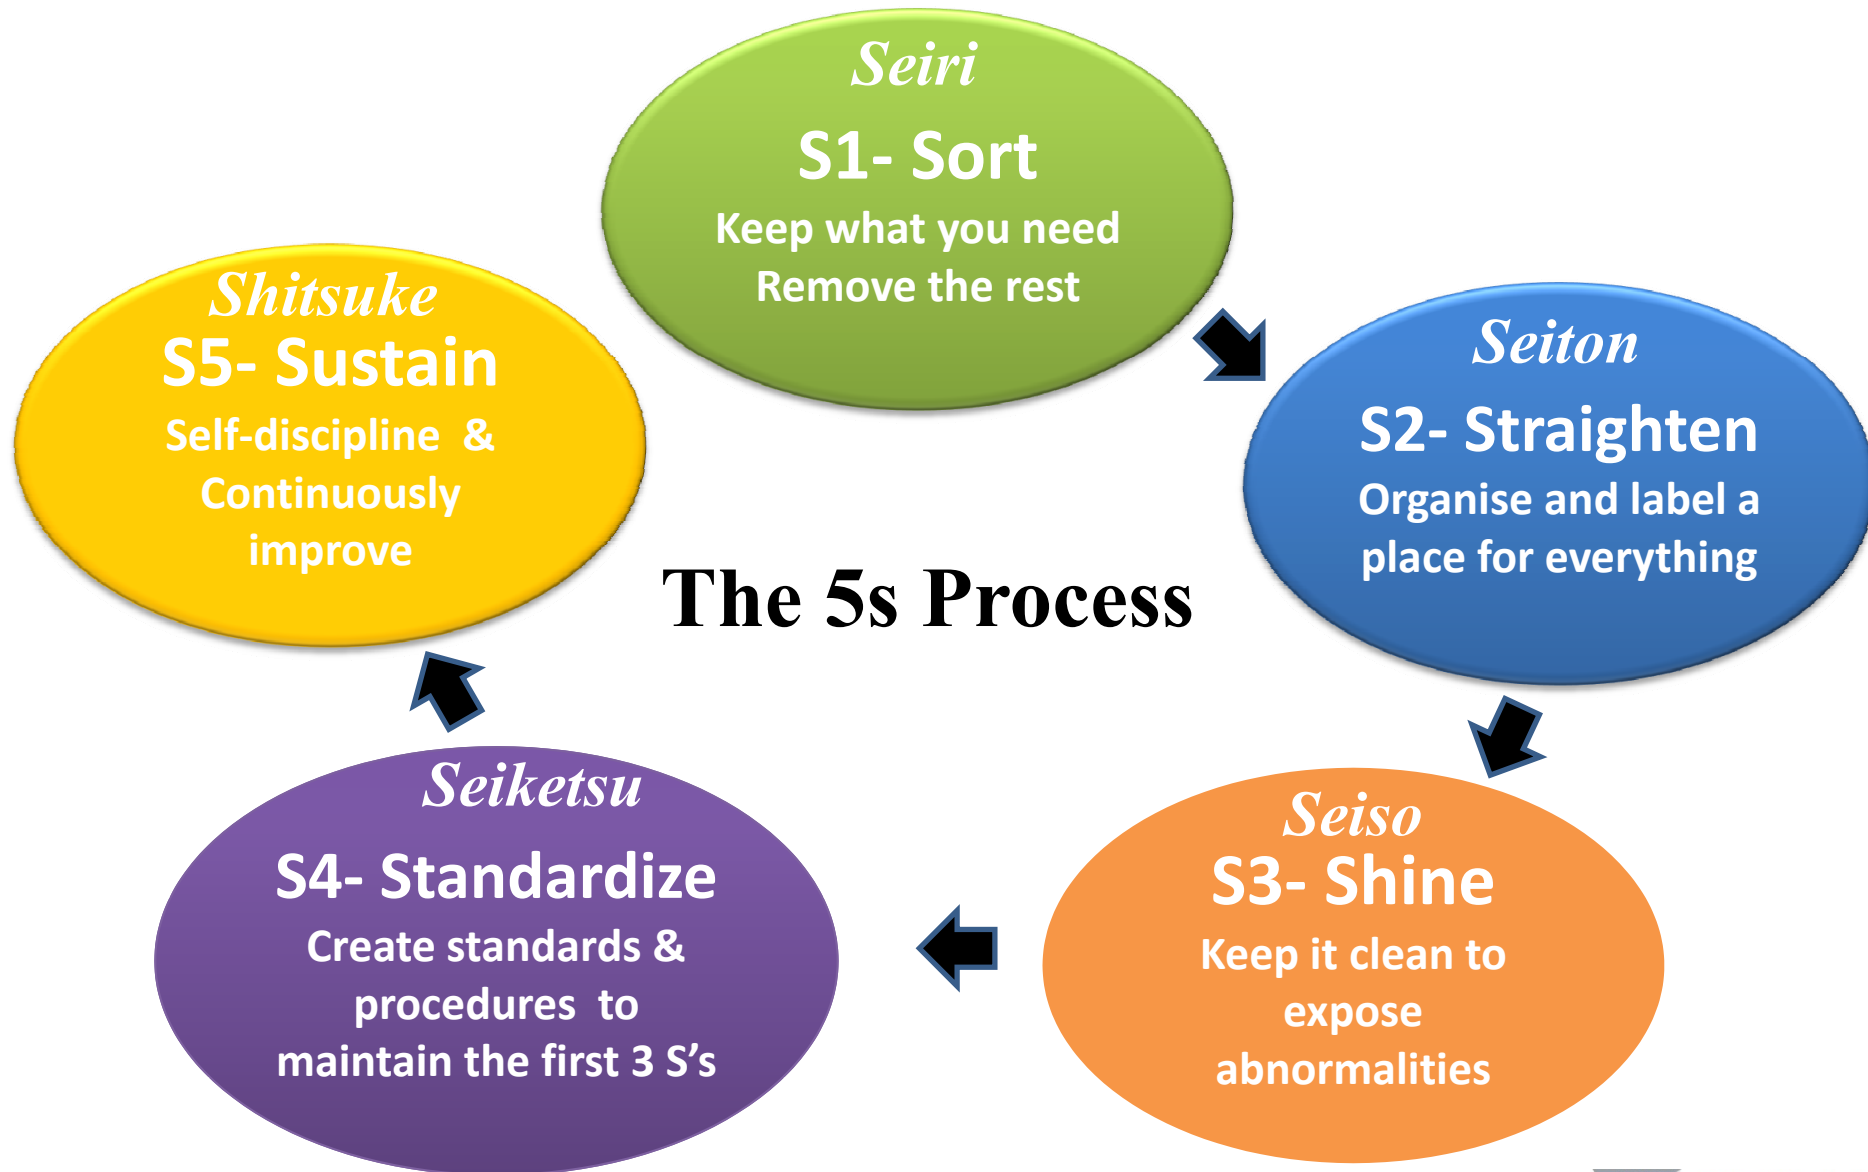 Seiri
S1- Sort
Keep what you need
Remove the rest
Seiton
S2- Straighten
Organise and label a
place for everything
Seiso
S3- Shine
Keep it clean to
expose
abnormalities
Seiketsu
S4- Standardize
Create standards &
procedures  to
maintain the first 3 S’s
Shitsuke
S5- Sustain
Self-discipline  &
Continuously
improve
The 5s Process